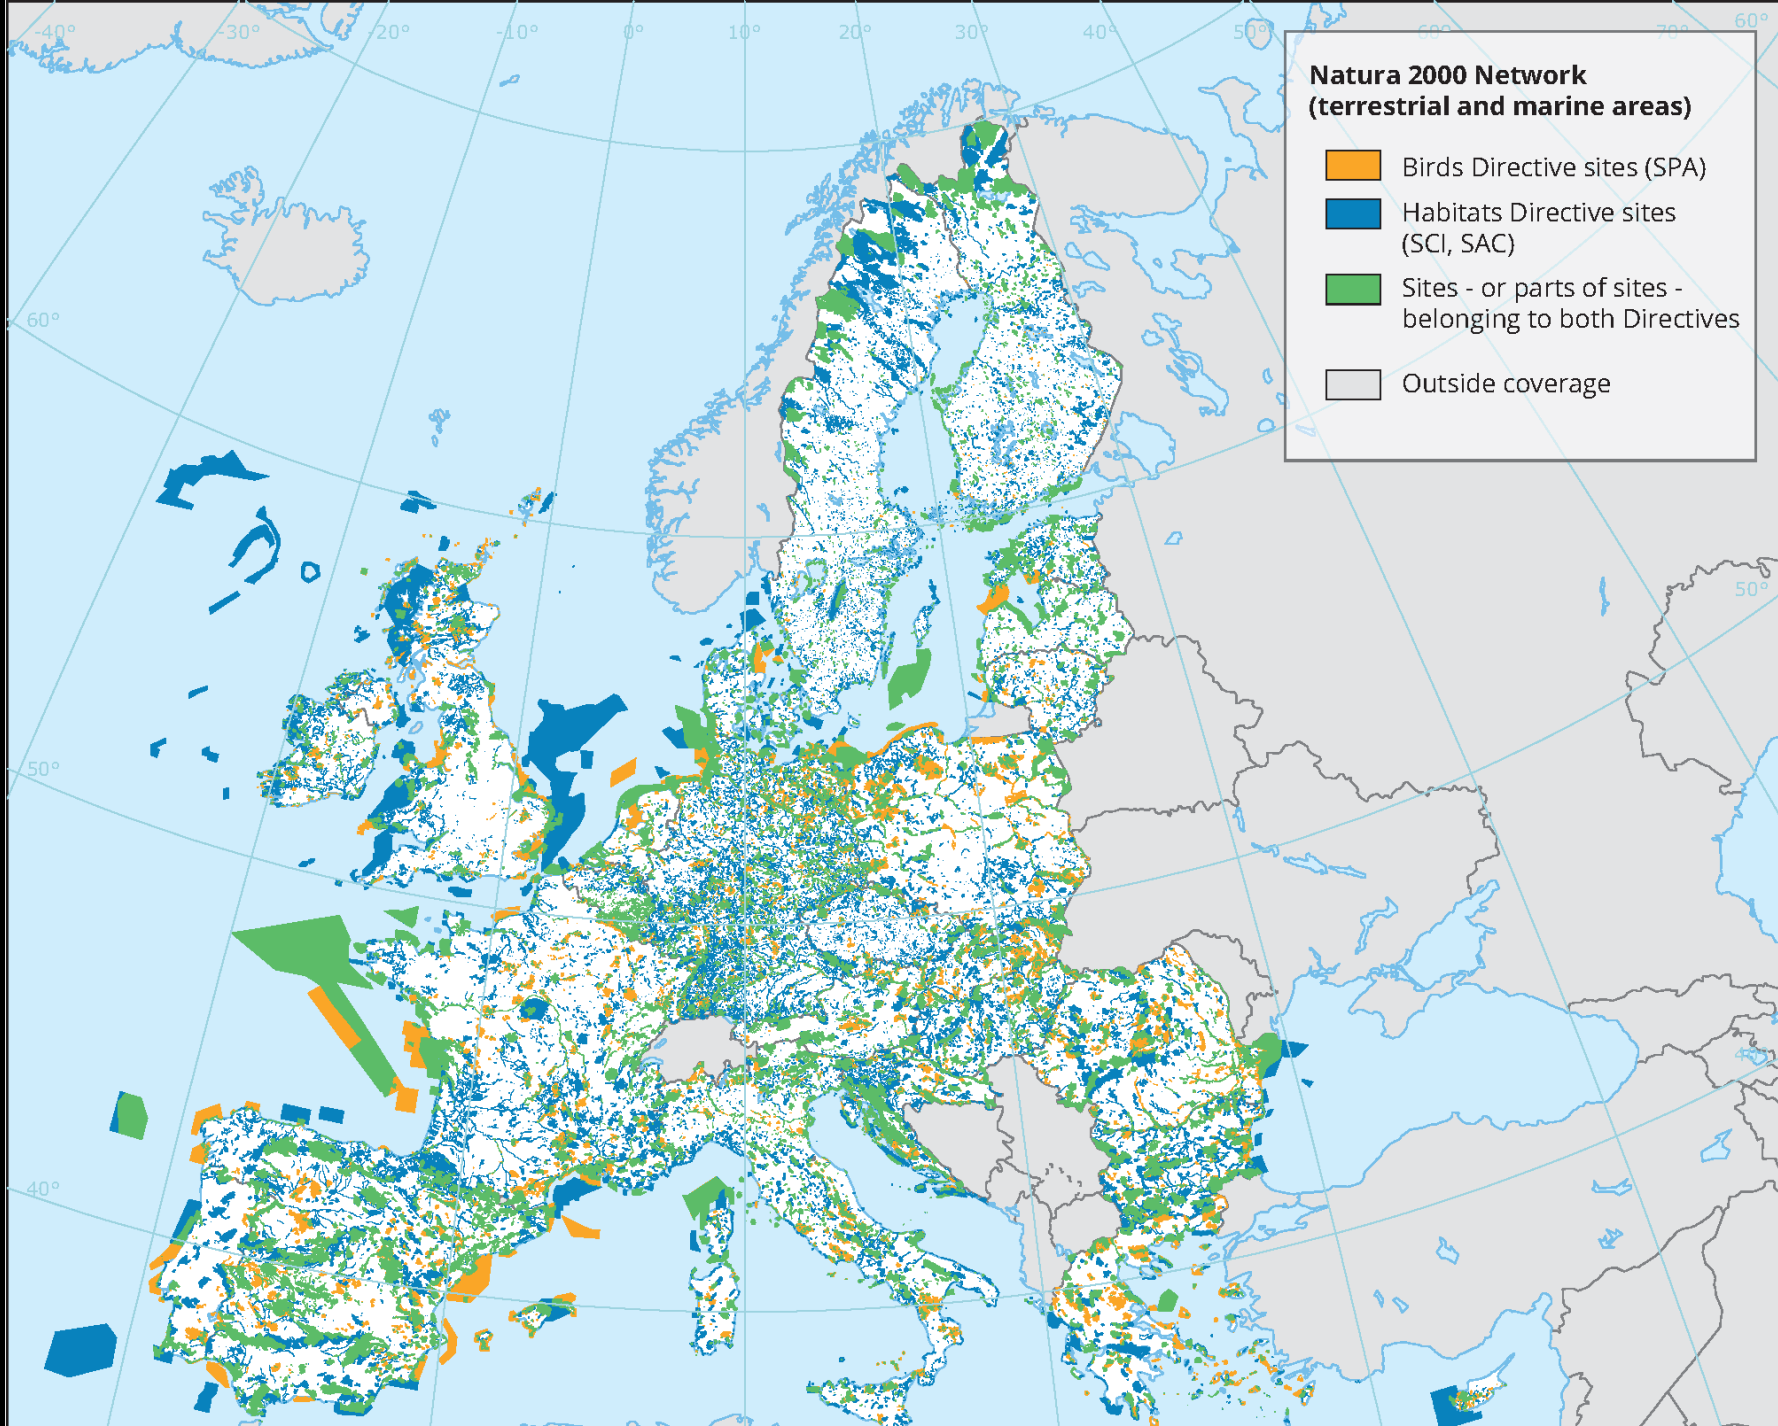 -40°
-30°
-20°
-10°
0°
10°
20°
30°
40°
50°
60°
70°
60°
Natura 2000 Network
(terrestrial and marine areas)
Birds Directive sites (SPA)
Habitats Directive sites
(SCI, SAC)
Sites - or parts of sites -
belonging to both Directives
Outside coverage
60°
50°
50°
40°
40°